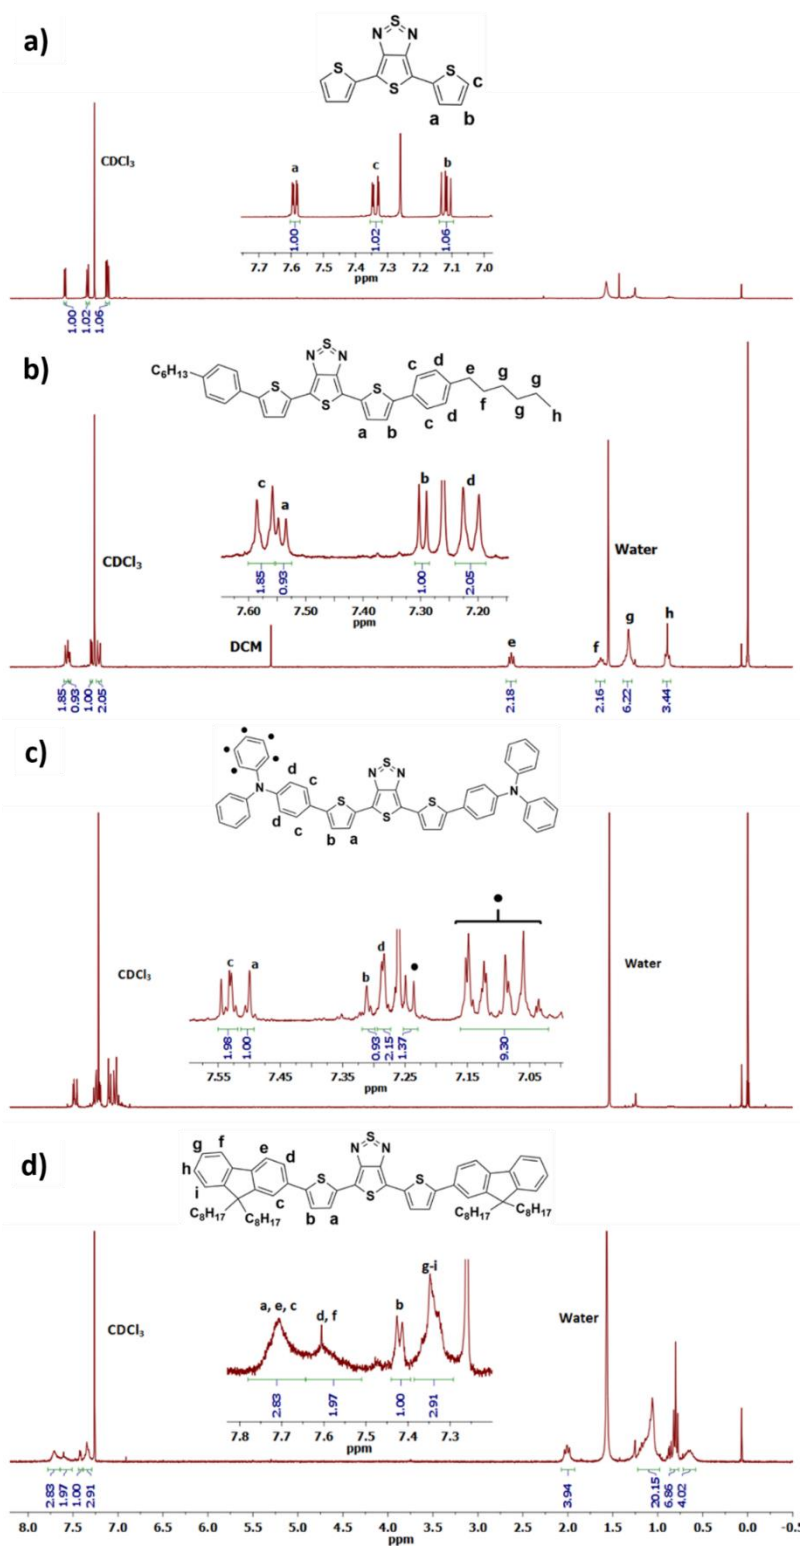 a)
S
N N
S S c
S
a b
CDCl3
a c b
1.00 1.02 1.06
7.7 7.6 7.5 7.4 7.3 7.2 7.1 7.0
ppm
1.00 1.02 1.06
b)
S
N N
C6H13 S S S
c d e g g
c d f g h
a b
c a b d
1.85 0.93 1.00 2.05
7.60 7.50 7.40 7.30 7.20
ppm
CDCl3
Water
DCM
e f g h
1.85 0.93 1.00 2.05 2.18 2.16 6.22 3.44
c)
S
N N
d c
N S S S N
d c b a
CDCl3
Water
c a b d
1.98 1.00 0.93 2.15 1.37 9.30
7.55 7.45 7.35 7.25 7.15 7.05
ppm
d)
S
N N
g f e d
h i c b a
S S S
C8H17 C8H17 C8H17 C8H17
CDCl3
Water
a, e, c d, f b g-i
2.83 1.97 1.00 2.91
7.8 7.7 7.6 7.5 7.4 7.3
ppm
2.83 1.97 1.00 2.91 3.94 20.15 6.86 4.02
8.0 7.5 7.0 6.5 6.0 5.5 5.0 4.5 4.0 3.5 3.0 2.5 2.0 1.5 1.0 0.5 0.0 -0.5
ppm